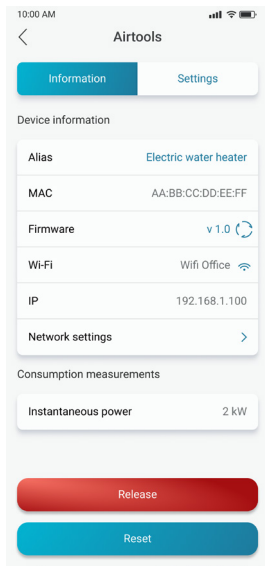 10:00 AM
Airtools
Information Settings
Device information
Alias Electric water heater
MAC AA:BB:CC:DD:EE:FF
Firmware v 1.0
Wi-Fi Wifi Office
IP 192.168.1.100
Network settings
Consumption measurements
Instantaneous power 2 kW
Release
Reset